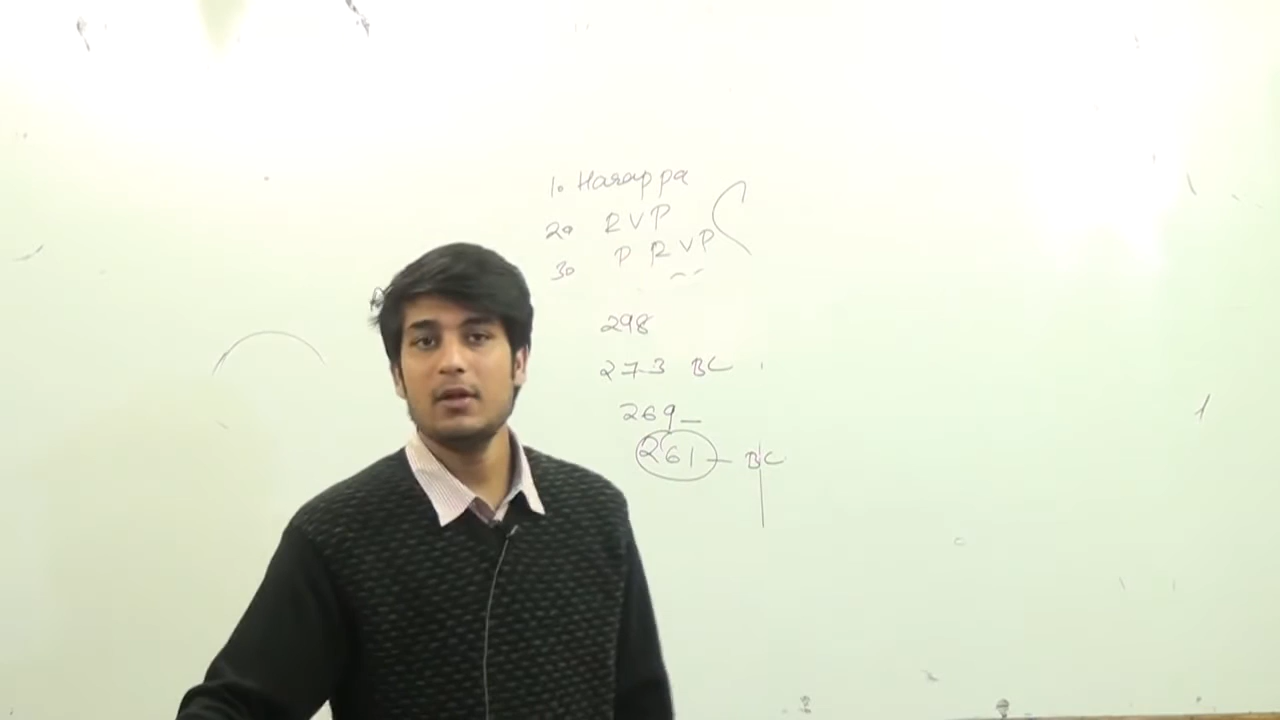 1. Harappa
2. RVP
3. P RVP
298
273 BC
269 —
261 — BC